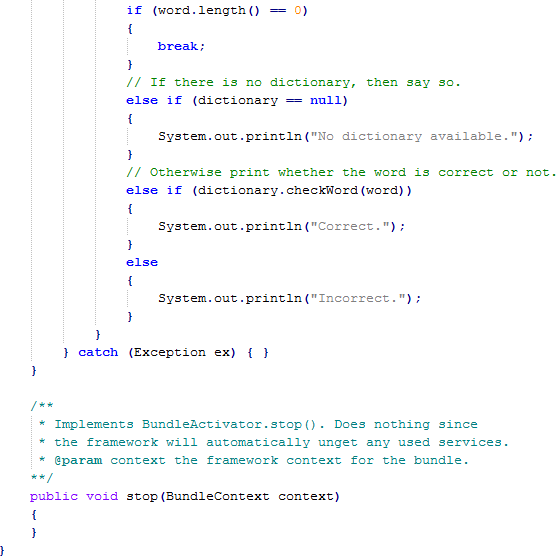 if (word.length() == 0)
{
break;
}
// If there is no dictionary, then say so.
else if (dictionary == null)
{
System.out.println("No dictionary available.");
}
// Otherwise print whether the word is correct or not.
else if (dictionary.checkWord(word))
{
System.out.println("Correct.");
}
else
{
System.out.println("Incorrect.");
}
}
} catch (Exception ex) { }
}
/**
* Implements BundleActivator.stop(). Does nothing since
* the framework will automatically unget any used services.
* @param context the framework context for the bundle.
**/
public void stop(BundleContext context)
{
}
}